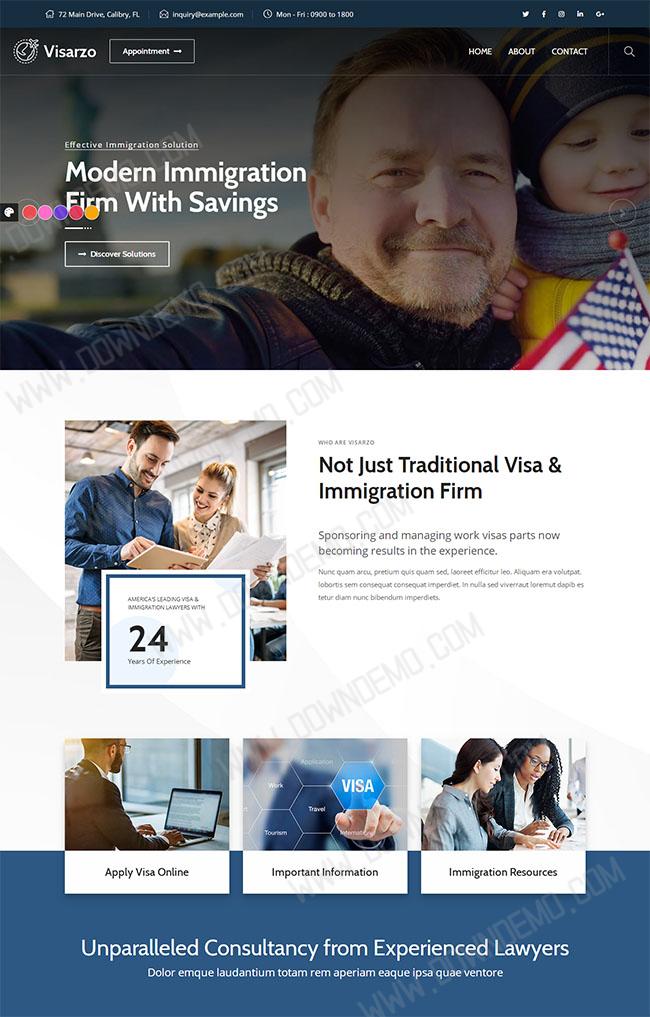 72 Main Drive, Calibry, FL
inquiry@example.com
Mon - Fri : 0900 to 1800
Visarzo
Appointment
HOME
ABOUT
CONTACT
Effective Immigration Solution
Modern Immigration
Firm With Savings
Discover Solutions
WHO ARE VISARZO
Not Just Traditional Visa &
Immigration Firm
Sponsoring and managing work visas parts now
becoming results in the experience.
Nunc quam arcu, pretium quis quam sed, laoreet efficitur leo. Aliquam era volutpat.
lobortis sem consequat consequat imperdiet. In nulla sed viverraut loremut dapib es
tetur diam nunc bibendum imperdiets.
AMERICA'S LEADING VISA &
IMMIGRATION LAWYERS WITH
24
Years Of Experience
Application
Work
VISA
Travel
Tourism
Internation
Apply Visa Online
Important Information
Immigration Resources
Unparalleled Consultancy from Experienced Lawyers
Dolor emque laudantium totam rem aperiam eaque ipsa quae ventore
WWW.DOWNDEMO.COM